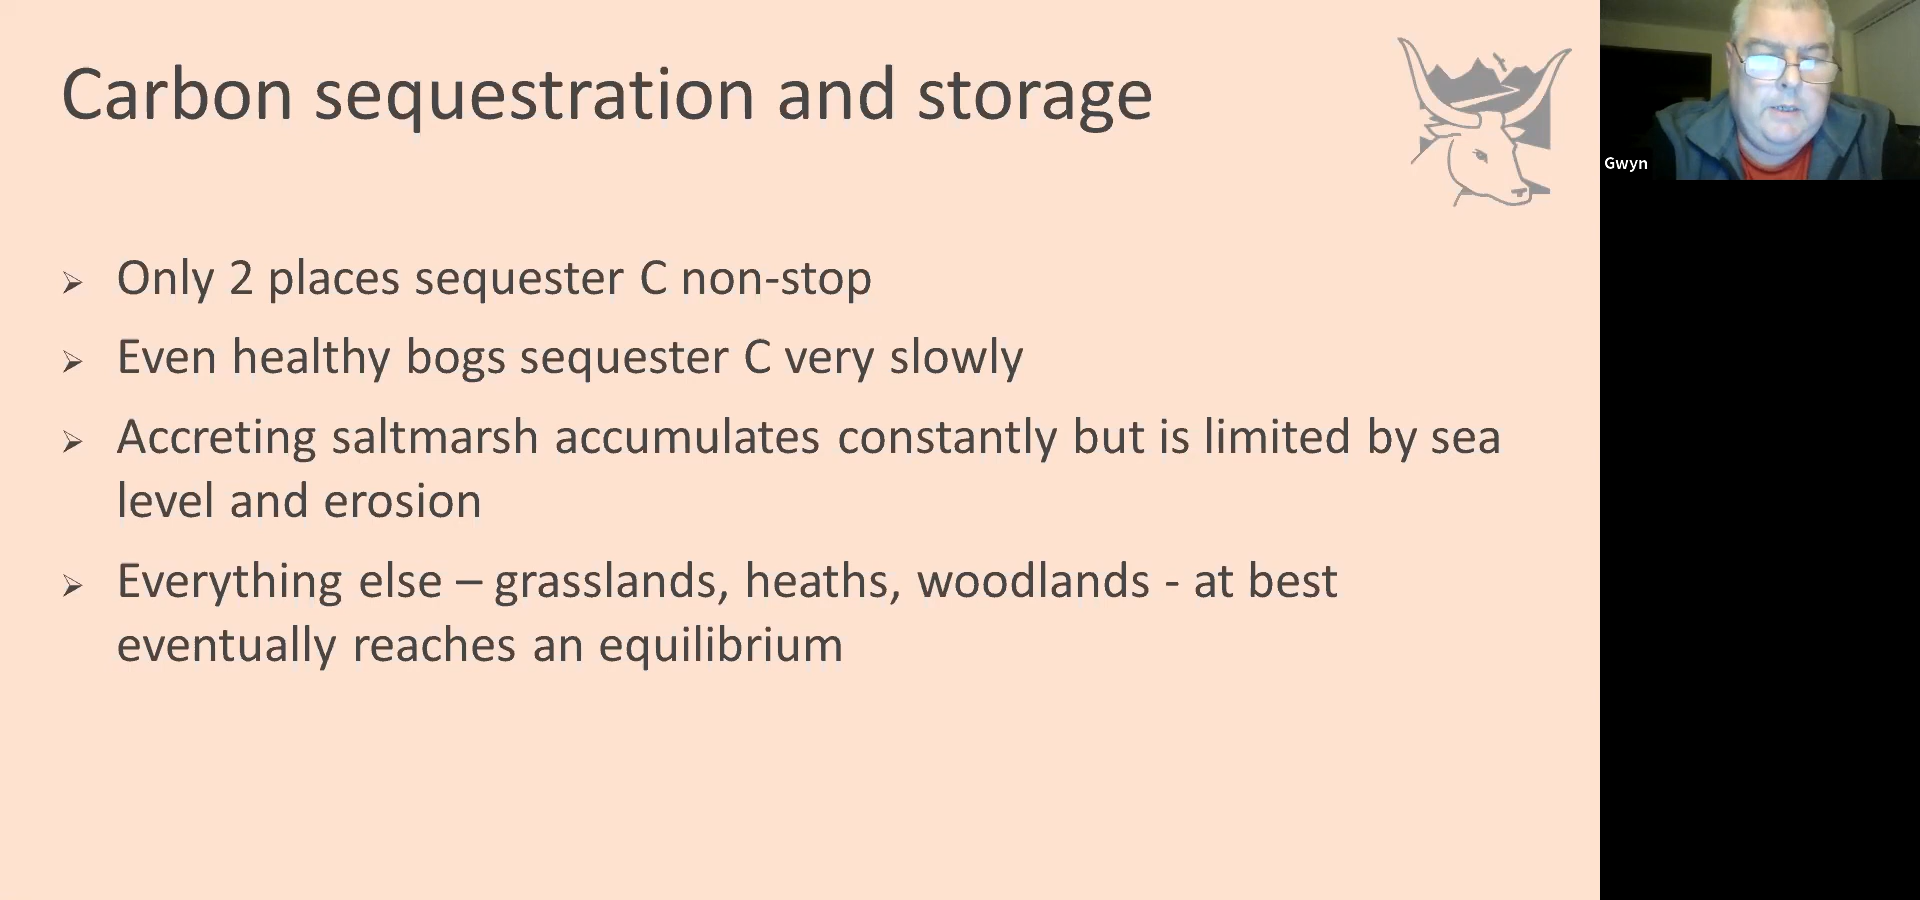 Carbon sequestration and storage
Only 2 places sequester C non-stop
Even healthy bogs sequester C very slowly
Accreting saltmarsh accumulates constantly but is limited by sea
level and erosion
Everything else – grasslands, heaths, woodlands - at best
eventually reaches an equilibrium
Gwyn